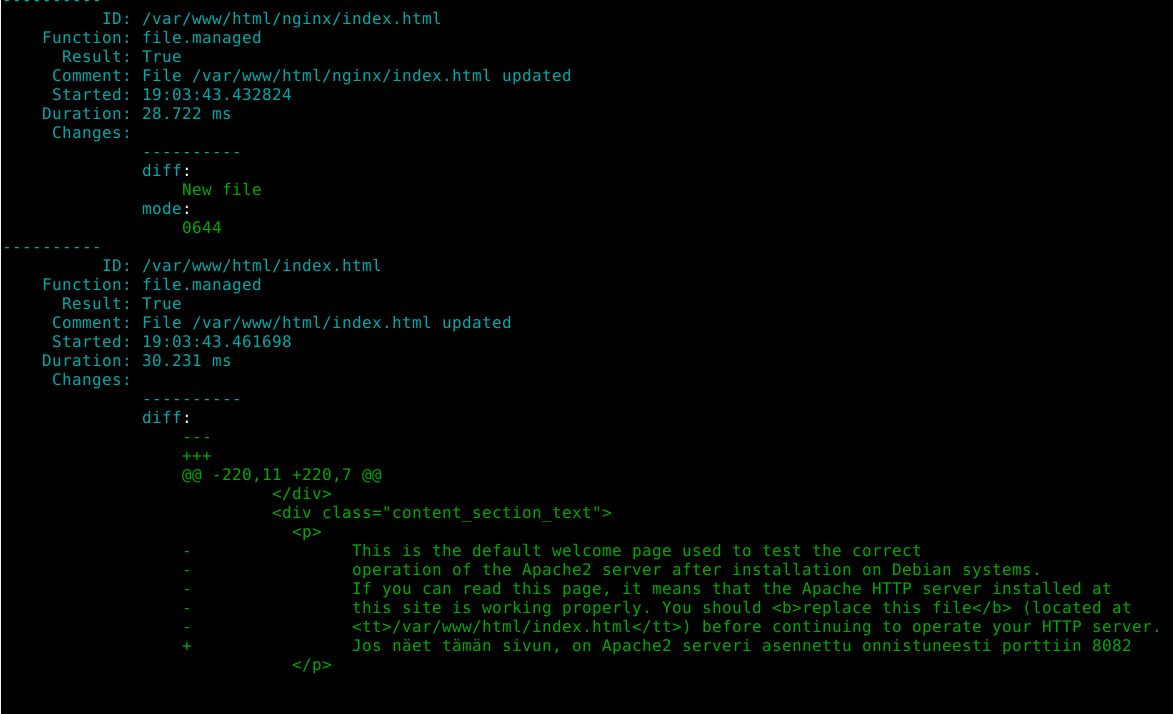 ----------
          ID: /var/www/html/nginx/index.html
    Function: file.managed
      Result: True
     Comment: File /var/www/html/nginx/index.html updated
     Started: 19:03:43.432824
    Duration: 28.722 ms
     Changes:
              ----------
              diff:
                  New file
              mode:
                  0644
----------
          ID: /var/www/html/index.html
    Function: file.managed
      Result: True
     Comment: File /var/www/html/index.html updated
     Started: 19:03:43.461698
    Duration: 30.231 ms
     Changes:
              ----------
              diff:
                  ---
                  +++
                  @@ -220,11 +220,7 @@
                           </div>
                           <div class="content_section_text">
                             <p>
                  -                This is the default welcome page used to test the correct
                  -                operation of the Apache2 server after installation on Debian systems.
                  -                If you can read this page, it means that the Apache HTTP server installed at
                  -                this site is working properly. You should <b>replace this file</b> (located at
                  -                <tt>/var/www/html/index.html</tt>) before continuing to operate your HTTP server.
                  +                Jos näet tämän sivun, on Apache2 serveri asennettu onnistuneesti porttiin 8082
                             </p>